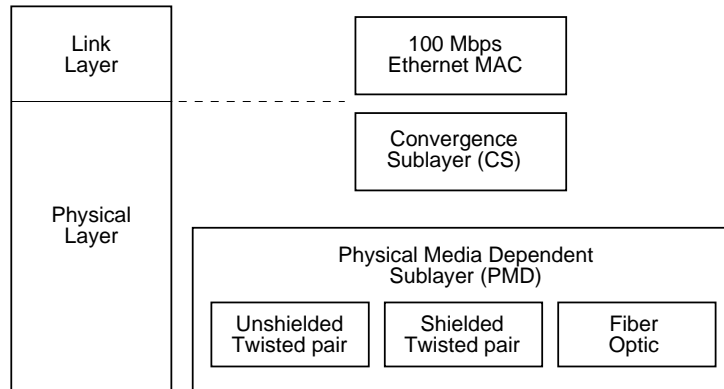 Link
Layer
100 Mbps
Ethernet MAC
Convergence
Sublayer (CS)
Physical
Layer
Physical Media Dependent
Sublayer (PMD)
Unshielded
Twisted pair
Shielded
Twisted pair
Fiber
Optic